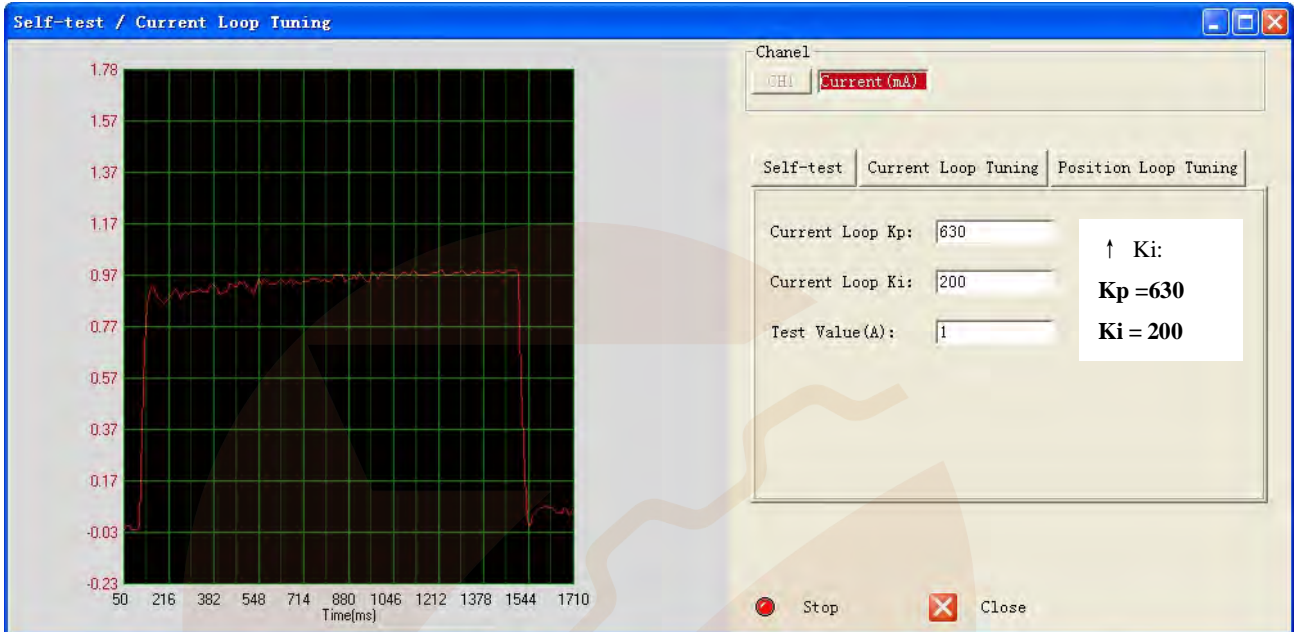 Self-test / Current Loop Tuning
1.78
1.57
1.37
1.17
0.97
0.77
0.57
0.37
0.17
-0.03
-0.23
50 216 382 548 714 880 1046 1212 1378 1544 1710
Time(ms)
Chanel
CH1 Current(mA)
Self-test Current Loop Tuning Position Loop Tuning
Current Loop Kp: 630
Current Loop Ki: 200
Test Value(A): 1
↑ Ki:
Kp =630
Ki = 200
Stop Close